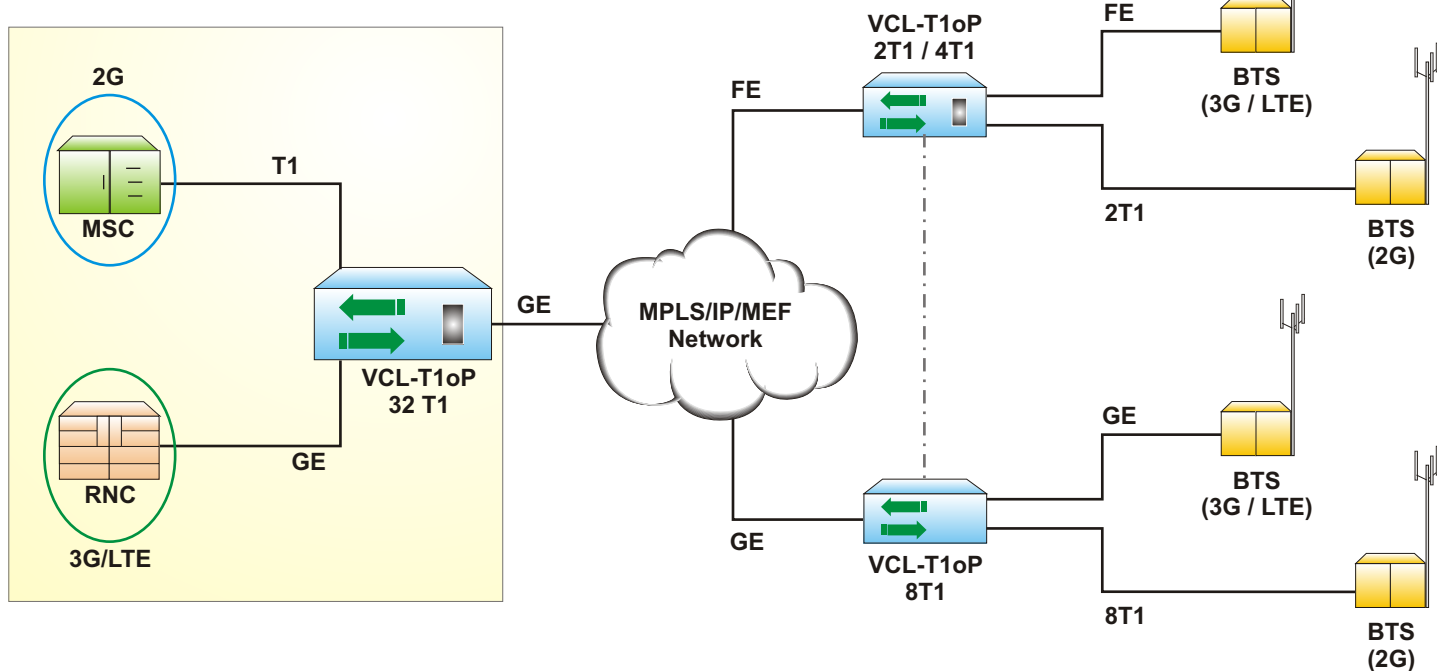 2G
MSC
T1
VCL-T1oP
32 T1
RNC
GE
3G/LTE
GE
MPLS/IP/MEF
Network
FE
VCL-T1oP
2T1 / 4T1
FE
BTS
(3G / LTE)
2T1
BTS
(2G)
GE
VCL-T1oP
8T1
GE
BTS
(3G / LTE)
8T1
BTS
(2G)